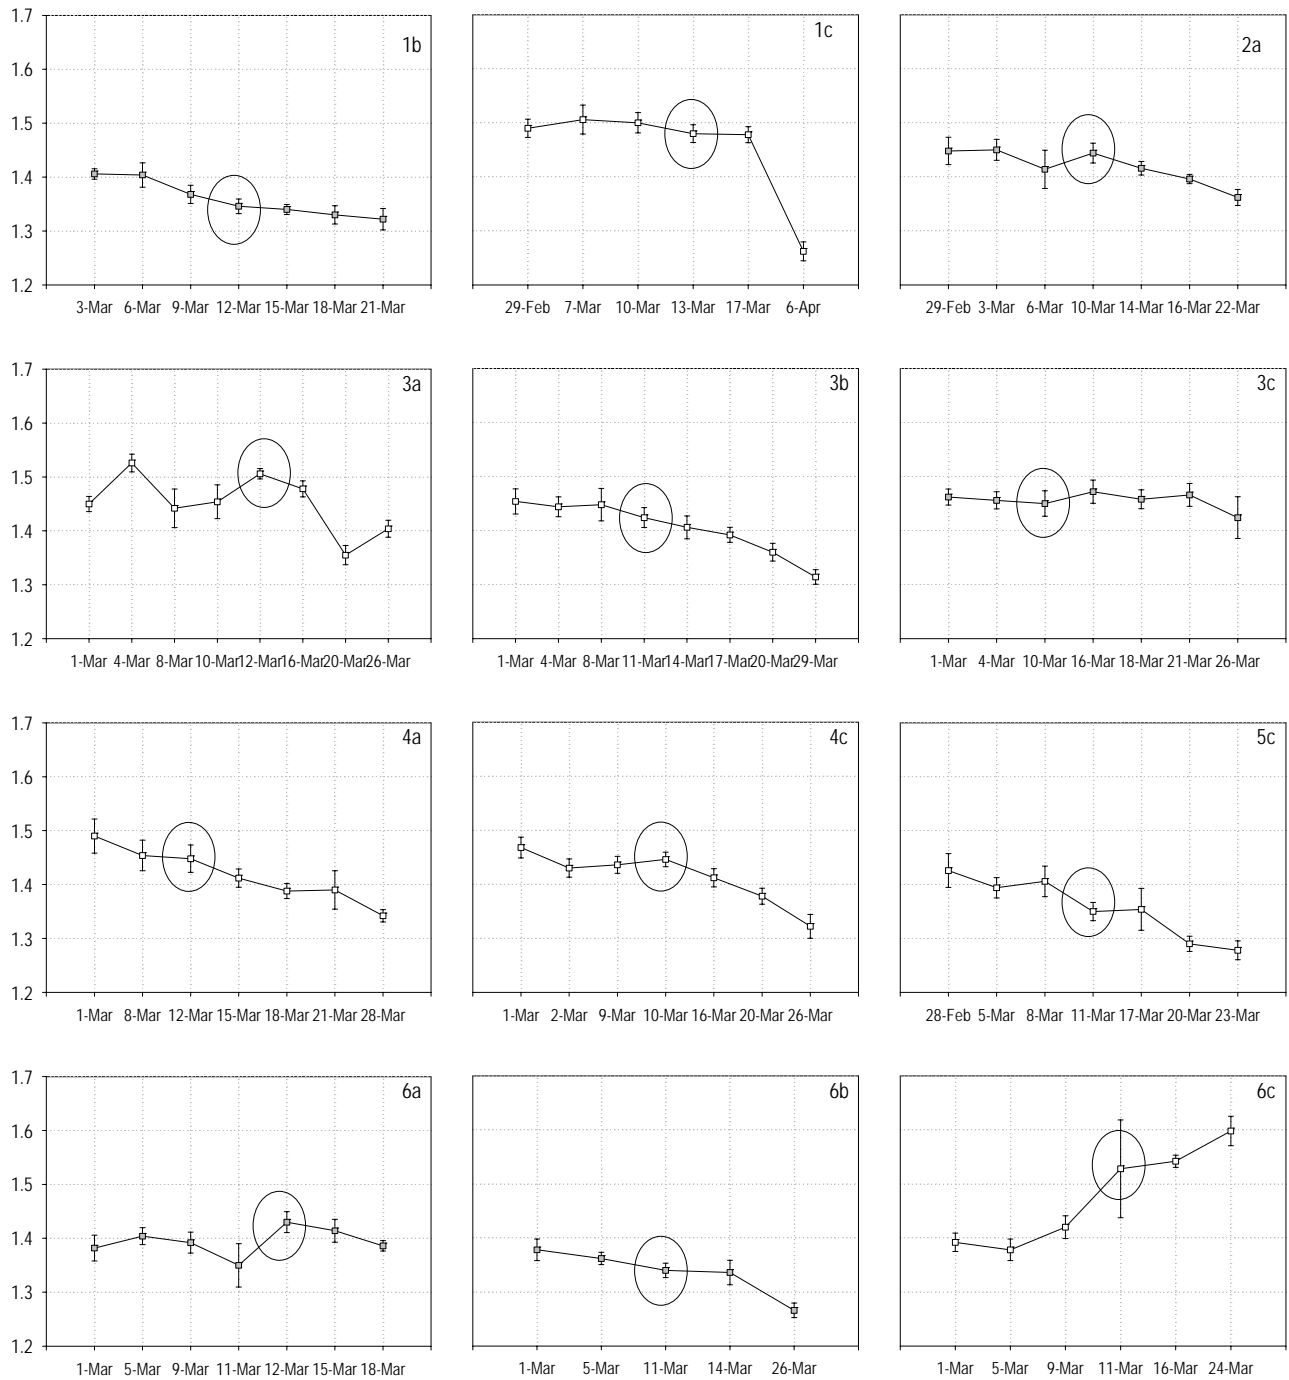 1.7
1b
1.6
1.5
1.4
1.3
1.2
3-Mar 6-Mar 9-Mar 12-Mar 15-Mar 18-Mar 21-Mar
1c
29-Feb 7-Mar 10-Mar 13-Mar 17-Mar 6-Apr
2a
29-Feb 3-Mar 6-Mar 10-Mar 14-Mar 16-Mar 22-Mar
1.7
3a
1.6
1.5
1.4
1.3
1.2
1-Mar 4-Mar 8-Mar 10-Mar 12-Mar 16-Mar 20-Mar 26-Mar
3b
1-Mar 4-Mar 8-Mar 11-Mar 14-Mar 17-Mar 20-Mar 29-Mar
3c
1-Mar 4-Mar 10-Mar 16-Mar 18-Mar 21-Mar 26-Mar
1.7
4a
1.6
1.5
1.4
1.3
1.2
1-Mar 8-Mar 12-Mar 15-Mar 18-Mar 21-Mar 28-Mar
4c
1-Mar 2-Mar 9-Mar 10-Mar 16-Mar 20-Mar 26-Mar
5c
28-Feb 5-Mar 8-Mar 11-Mar 17-Mar 20-Mar 23-Mar
1.7
6a
1.6
1.5
1.4
1.3
1.2
1-Mar 5-Mar 9-Mar 11-Mar 12-Mar 15-Mar 18-Mar
6b
1-Mar 5-Mar 11-Mar 14-Mar 26-Mar
6c
1-Mar 5-Mar 9-Mar 11-Mar 16-Mar 24-Mar